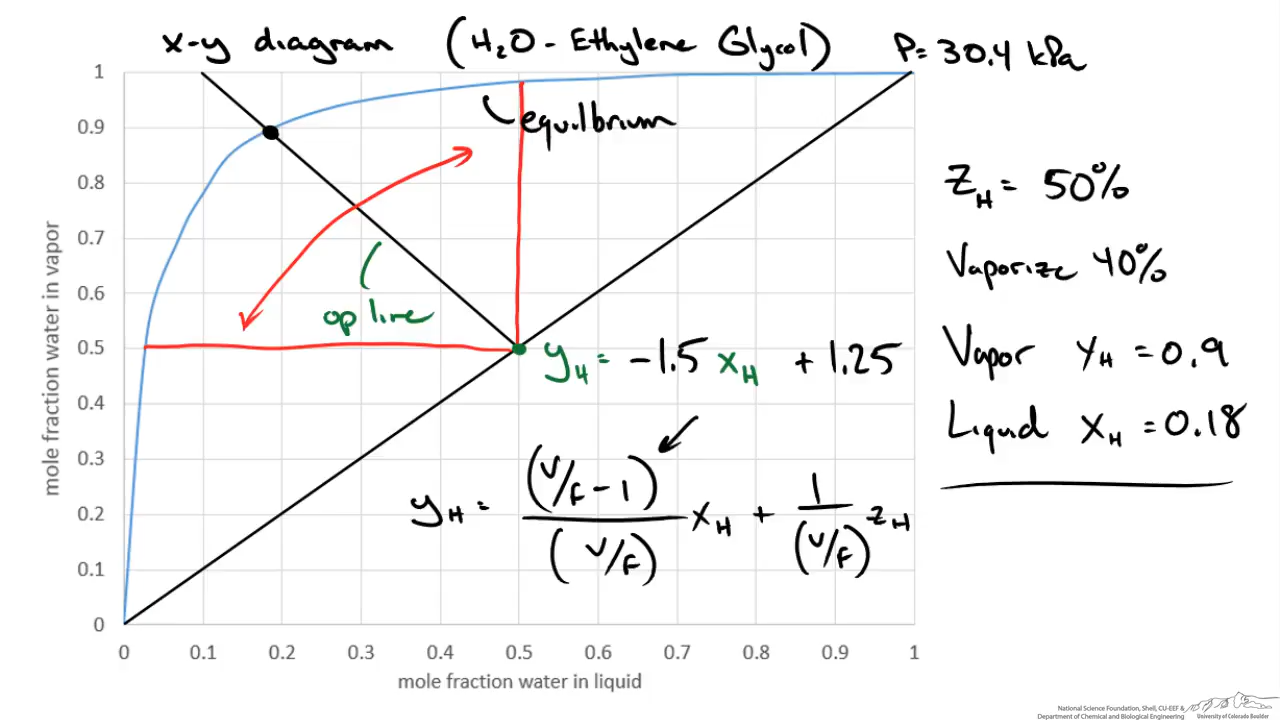 x-y diagram (H₂O - Ethylene Glycol) P= 30.4 kPa
1
0.9
0.8
0.7
0.6
0.5
0.4
0.3
0.2
0.1
0
mole fraction water in vapor
equilbrium
op line
y_H = -1.5 x_H + 1.25
y_H = (V/F - 1) / (V/F) x_H + 1 / (V/F) z_H
0 0.1 0.2 0.3 0.4 0.5 0.6 0.7 0.8 0.9 1
mole fraction water in liquid
Z_H = 50%
Vaporize 40%
Vapor y_H = 0.9
Liquid x_H = 0.18
National Science Foundation, Shell, CU-EEF &
Department of Chemical and Biological Engineering
University of Colorado Boulder